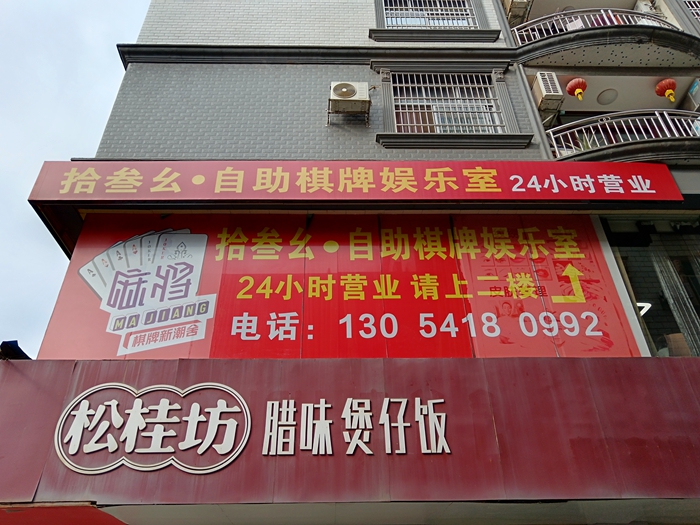 拾叁幺·自助棋牌娱乐室 24小时营业
拾叁幺·自助棋牌娱乐室
麻将
MAJIANG
棋牌新潮舍
24小时营业 请上二楼
电话：130 5418 0992
松桂坊 腊味煲仔饭